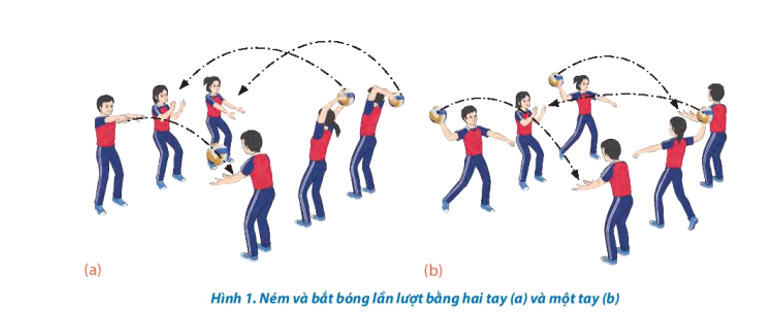 (a)
(b)
Hình 1. Ném và bắt bóng lần lượt bằng hai tay (a) và một tay (b)